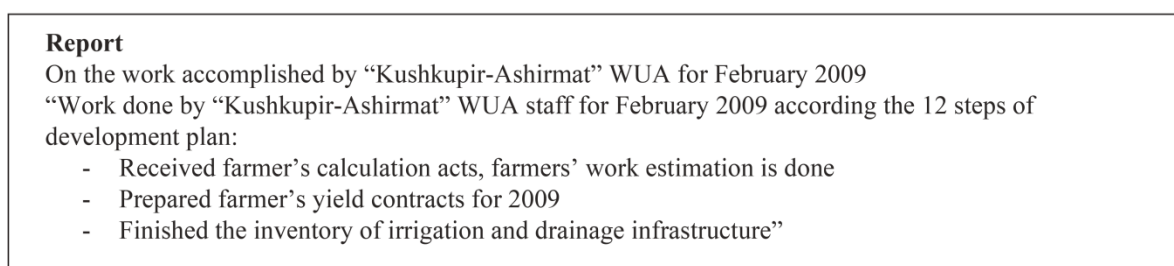 Report
On the work accomplished by “Kushkupir-Ashirmat” WUA for February 2009
“Work done by “Kushkupir-Ashirmat” WUA staff for February 2009 according the 12 steps of
development plan:
- Received farmer’s calculation acts, farmers’ work estimation is done
- Prepared farmer’s yield contracts for 2009
- Finished the inventory of irrigation and drainage infrastructure”